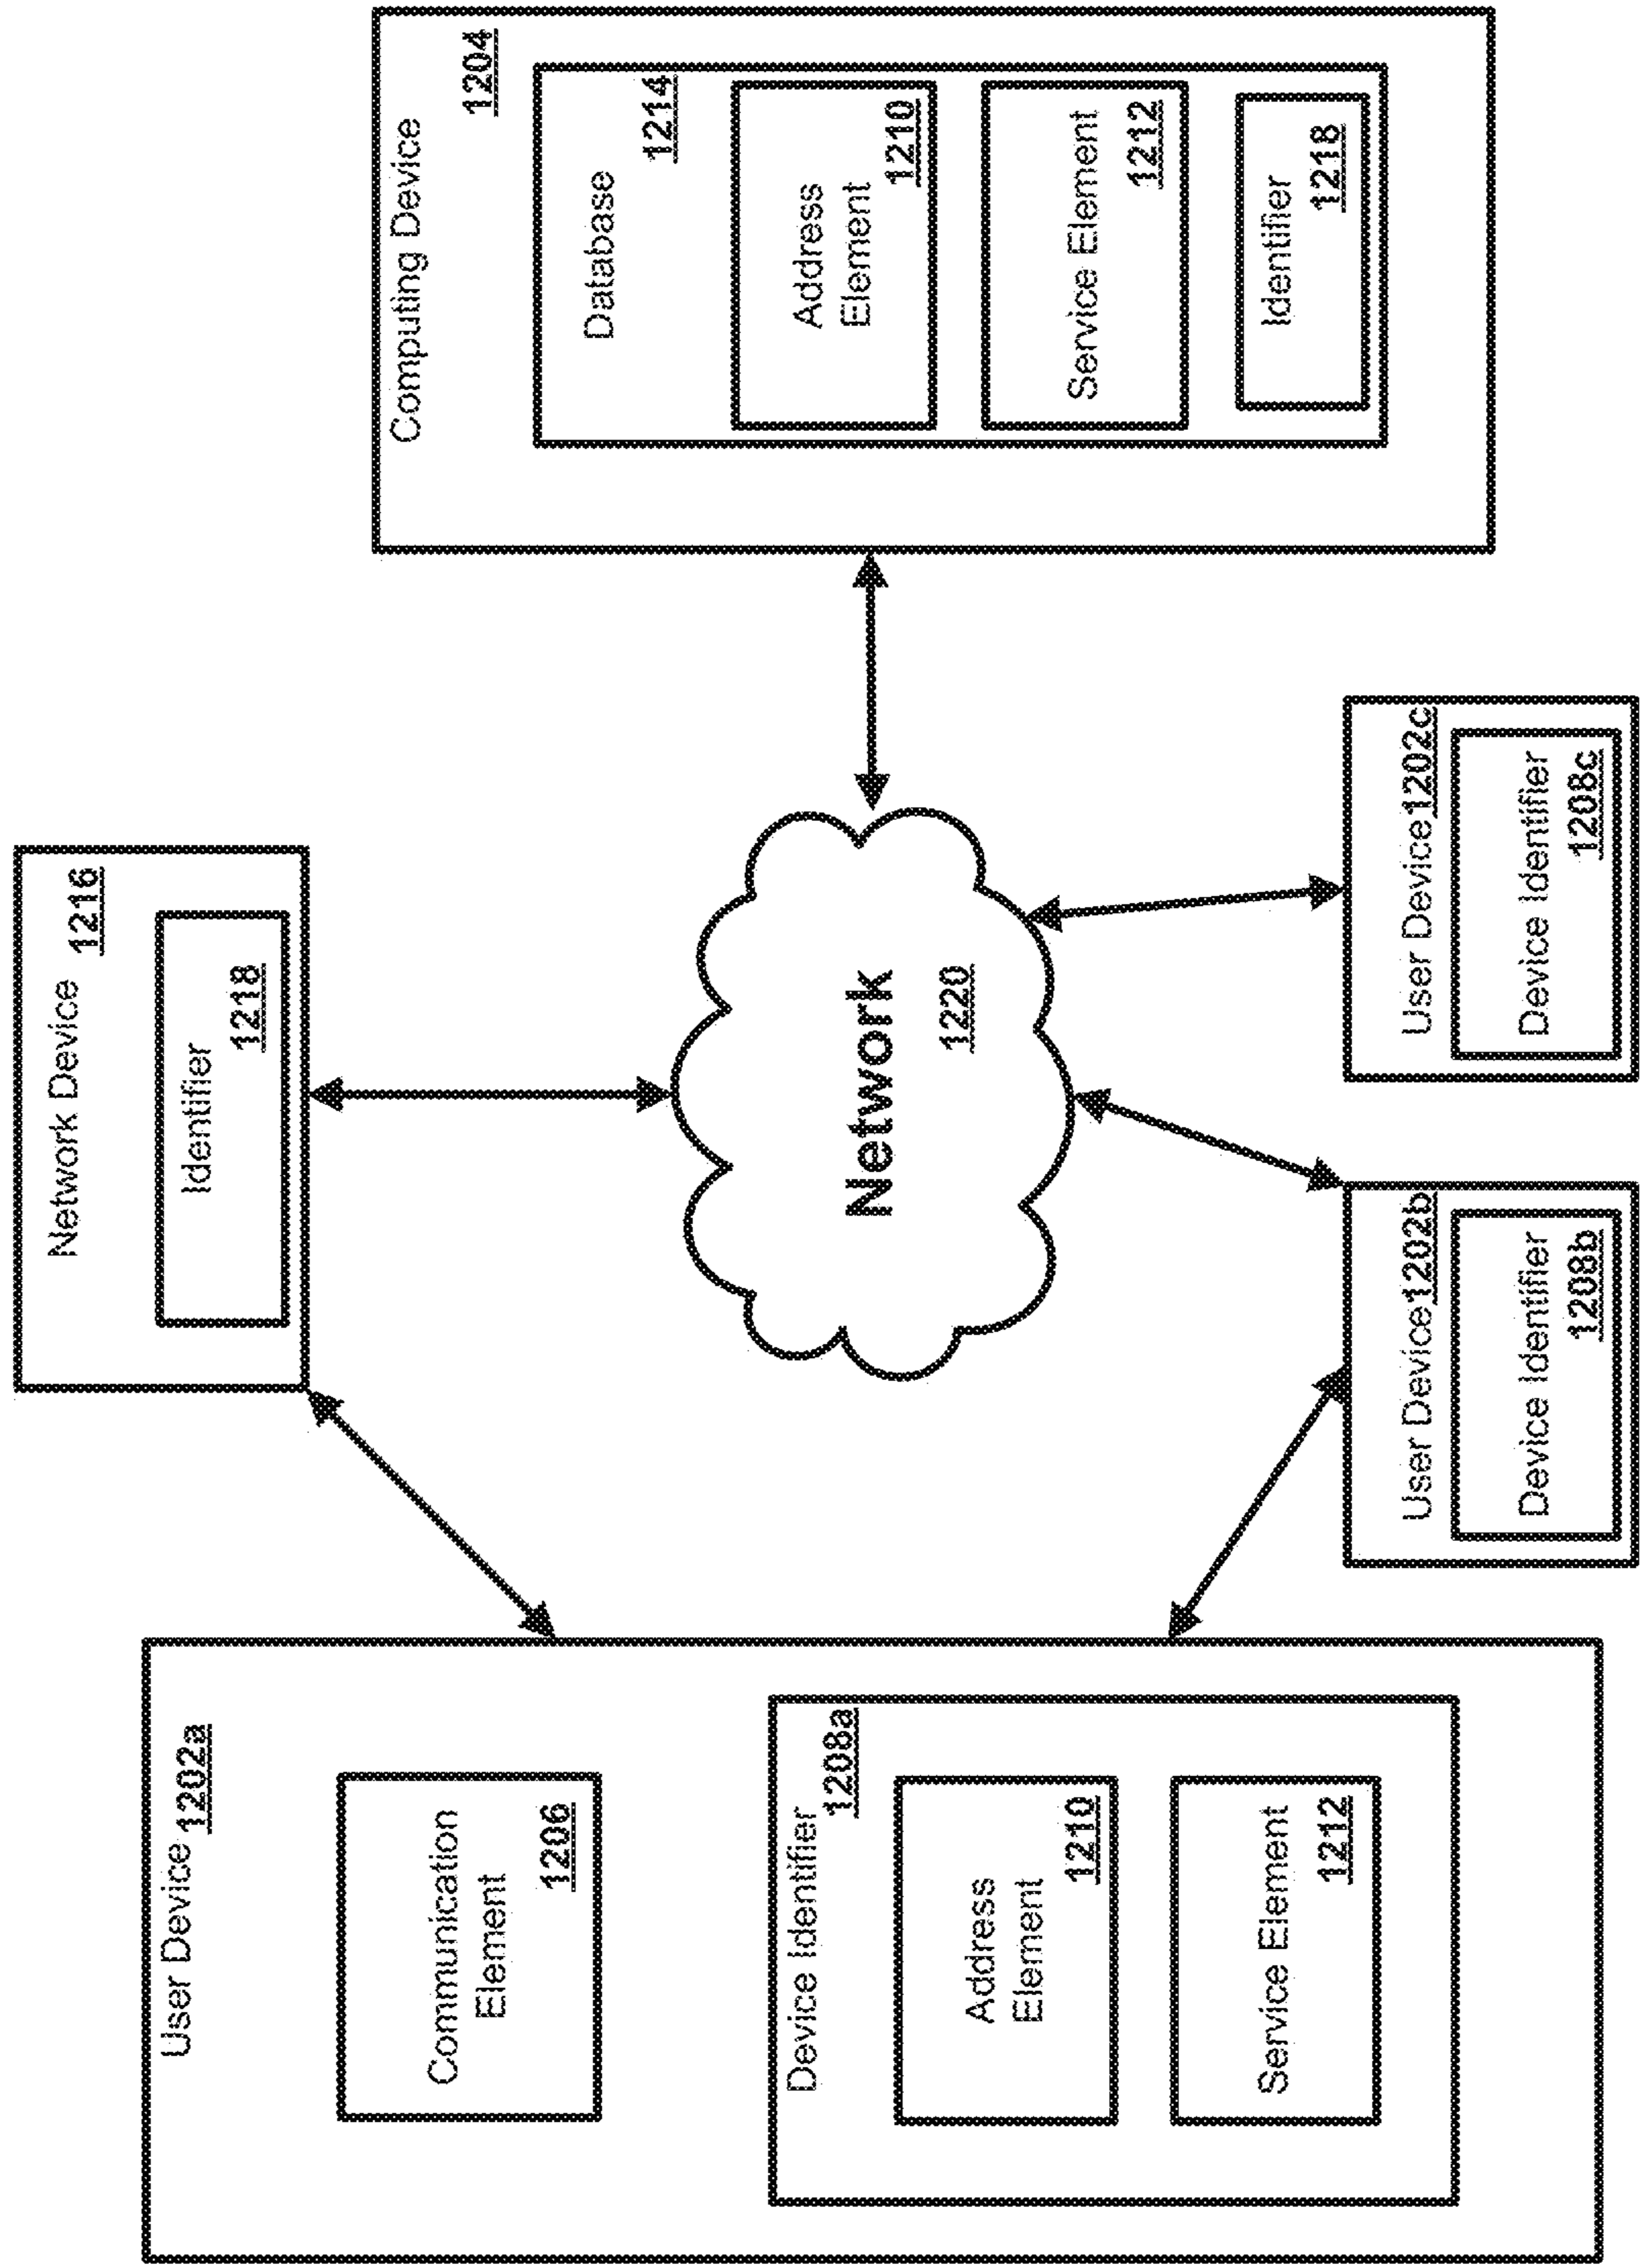 User Device 1202a
Communication
Element
1206
Device Identifier
1208a
Address
Element
1210
Service Element
1212
Network Device
1216
Identifier
1218
Network
1220
User Device 1202b
Device Identifier
1208b
User Device 1202c
Device Identifier
1208c
Computing Device
1204
Database
1214
Address
Element
1210
Service Element
1212
Identifier
1218